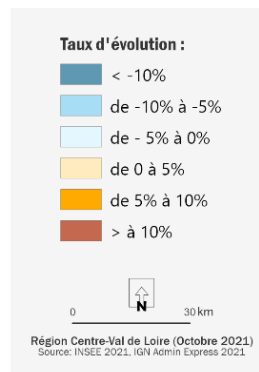 Taux d'évolution :
< -10%
de -10% à -5%
de - 5% à 0%
de 0 à 5%
de 5% à 10%
> à 10%
N
0 30 km
Région Centre-Val de Loire (Octobre 2021)
Source: INSEE 2021, IGN Admin Express 2021